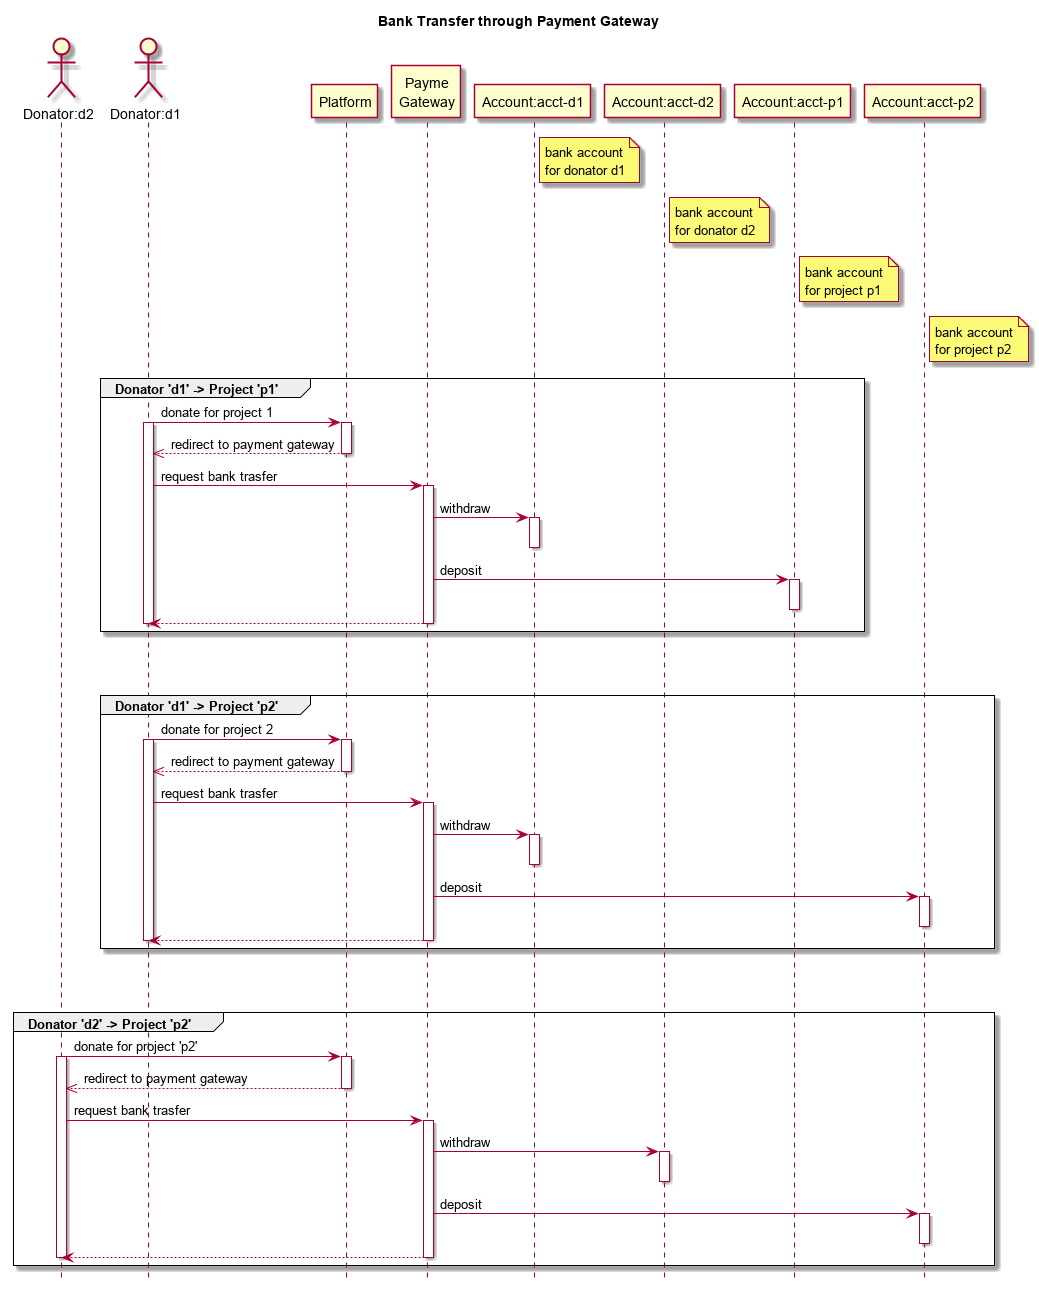 Bank Transfer through Payment Gateway
Donator:d2
Donator:d1
Platform
Payme
Gateway
Account:acct-d1
Account:acct-d2
Account:acct-p1
Account:acct-p2
bank account
for donator d1
bank account
for donator d2
bank account
for project p1
bank account
for project p2
Donator 'd1' -> Project 'p1'
donate for project 1
redirect to payment gateway
request bank trasfer
withdraw
deposit
Donator 'd1' -> Project 'p2'
donate for project 2
redirect to payment gateway
request bank trasfer
withdraw
deposit
Donator 'd2' -> Project 'p2'
donate for project 'p2'
redirect to payment gateway
request bank trasfer
withdraw
deposit